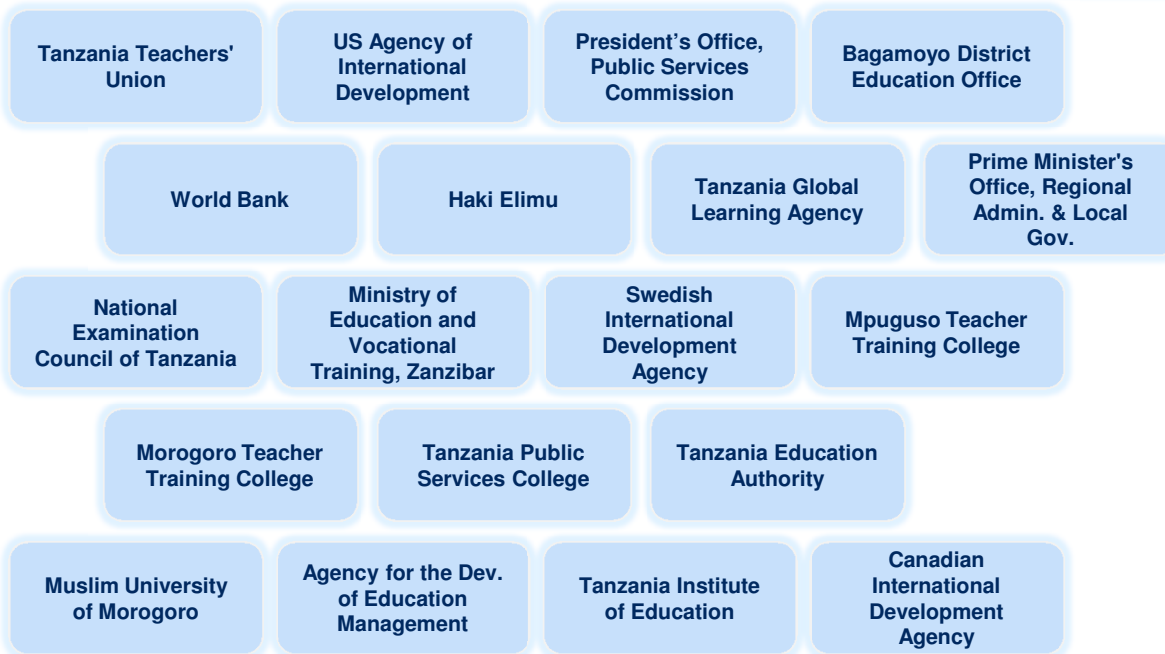 Tanzania Teachers'
Union
US Agency of
International
Development
President’s Office,
Public Services
Commission
Bagamoyo District
Education Office
World Bank
Haki Elimu
Tanzania Global
Learning Agency
Prime Minister's
Office, Regional
Admin. & Local
Gov.
National
Examination
Council of Tanzania
Ministry of
Education and
Vocational
Training, Zanzibar
Swedish
International
Development
Agency
Mpuguso Teacher
Training College
Morogoro Teacher
Training College
Tanzania Public
Services College
Tanzania Education
Authority
Muslim University
of Morogoro
Agency for the Dev.
of Education
Management
Tanzania Institute
of Education
Canadian
International
Development
Agency